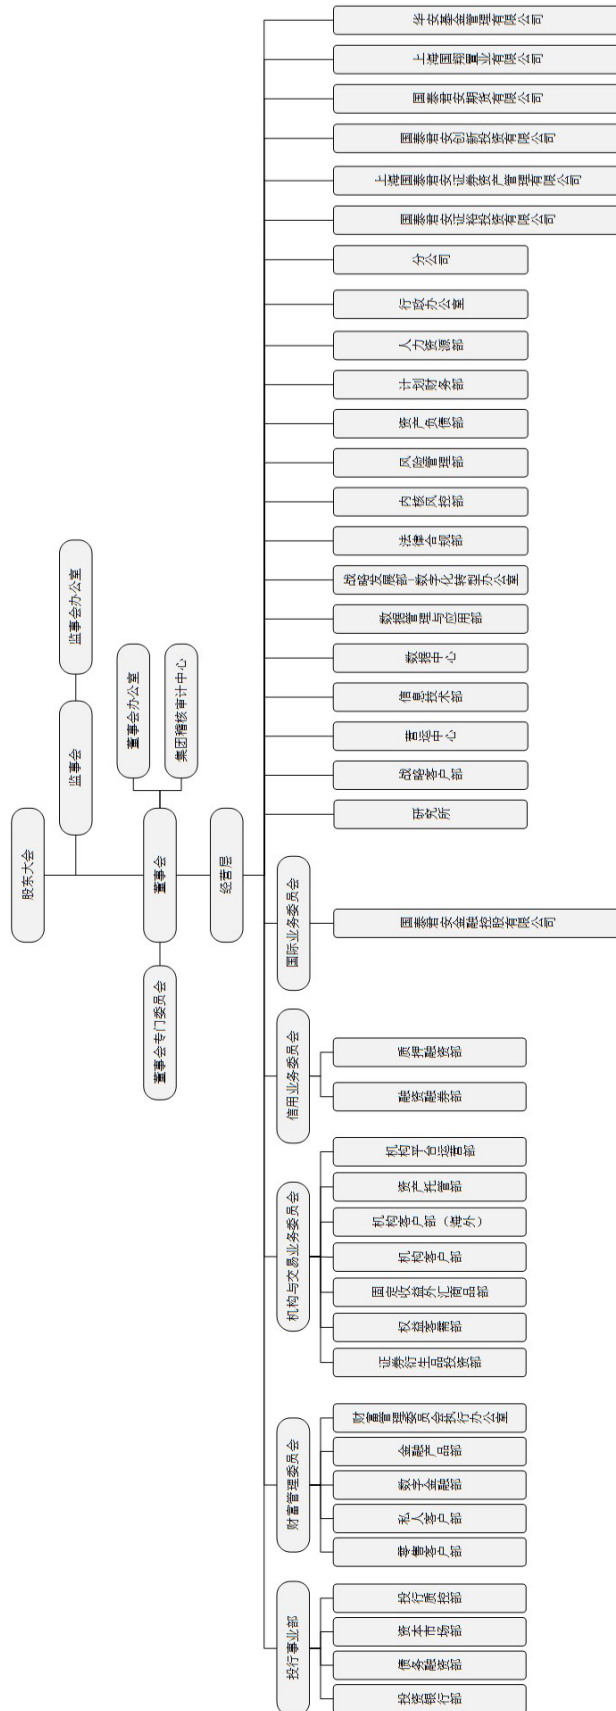 股东大会
监事会
监事会办公室
董事会
董事会办公室
集团稽核审计中心
董事会专门委员会
经营层
投行事业部
财富管理委员会
机构与交易业务委员会
信用业务委员会
国际业务委员会
投资银行部
债务融资部
资本市场部
投行质控部
零售客户部
私人客户部
数字金融部
金融产品部
财富管理委员会执行办公室
证券衍生品投资部
权益客需部
固定收益外汇商品部
机构客户部
机构客户部（海外）
资产托管部
机构平台运营部
融资融券部
质押融资部
国泰君安金融控股有限公司
研究所
战略客户部
营运中心
信息技术部
数据中心
数据管理与应用部
战略发展部-数字化转型办公室
法律合规部
内核风控部
风险管理部
资产负债部
计划财务部
人力资源部
行政办公室
分公司
国泰君安证裕投资有限公司
上海国泰君安证券资产管理有限公司
国泰君安创新投资有限公司
国泰君安期货有限公司
上海国翔置业有限公司
华安基金管理有限公司